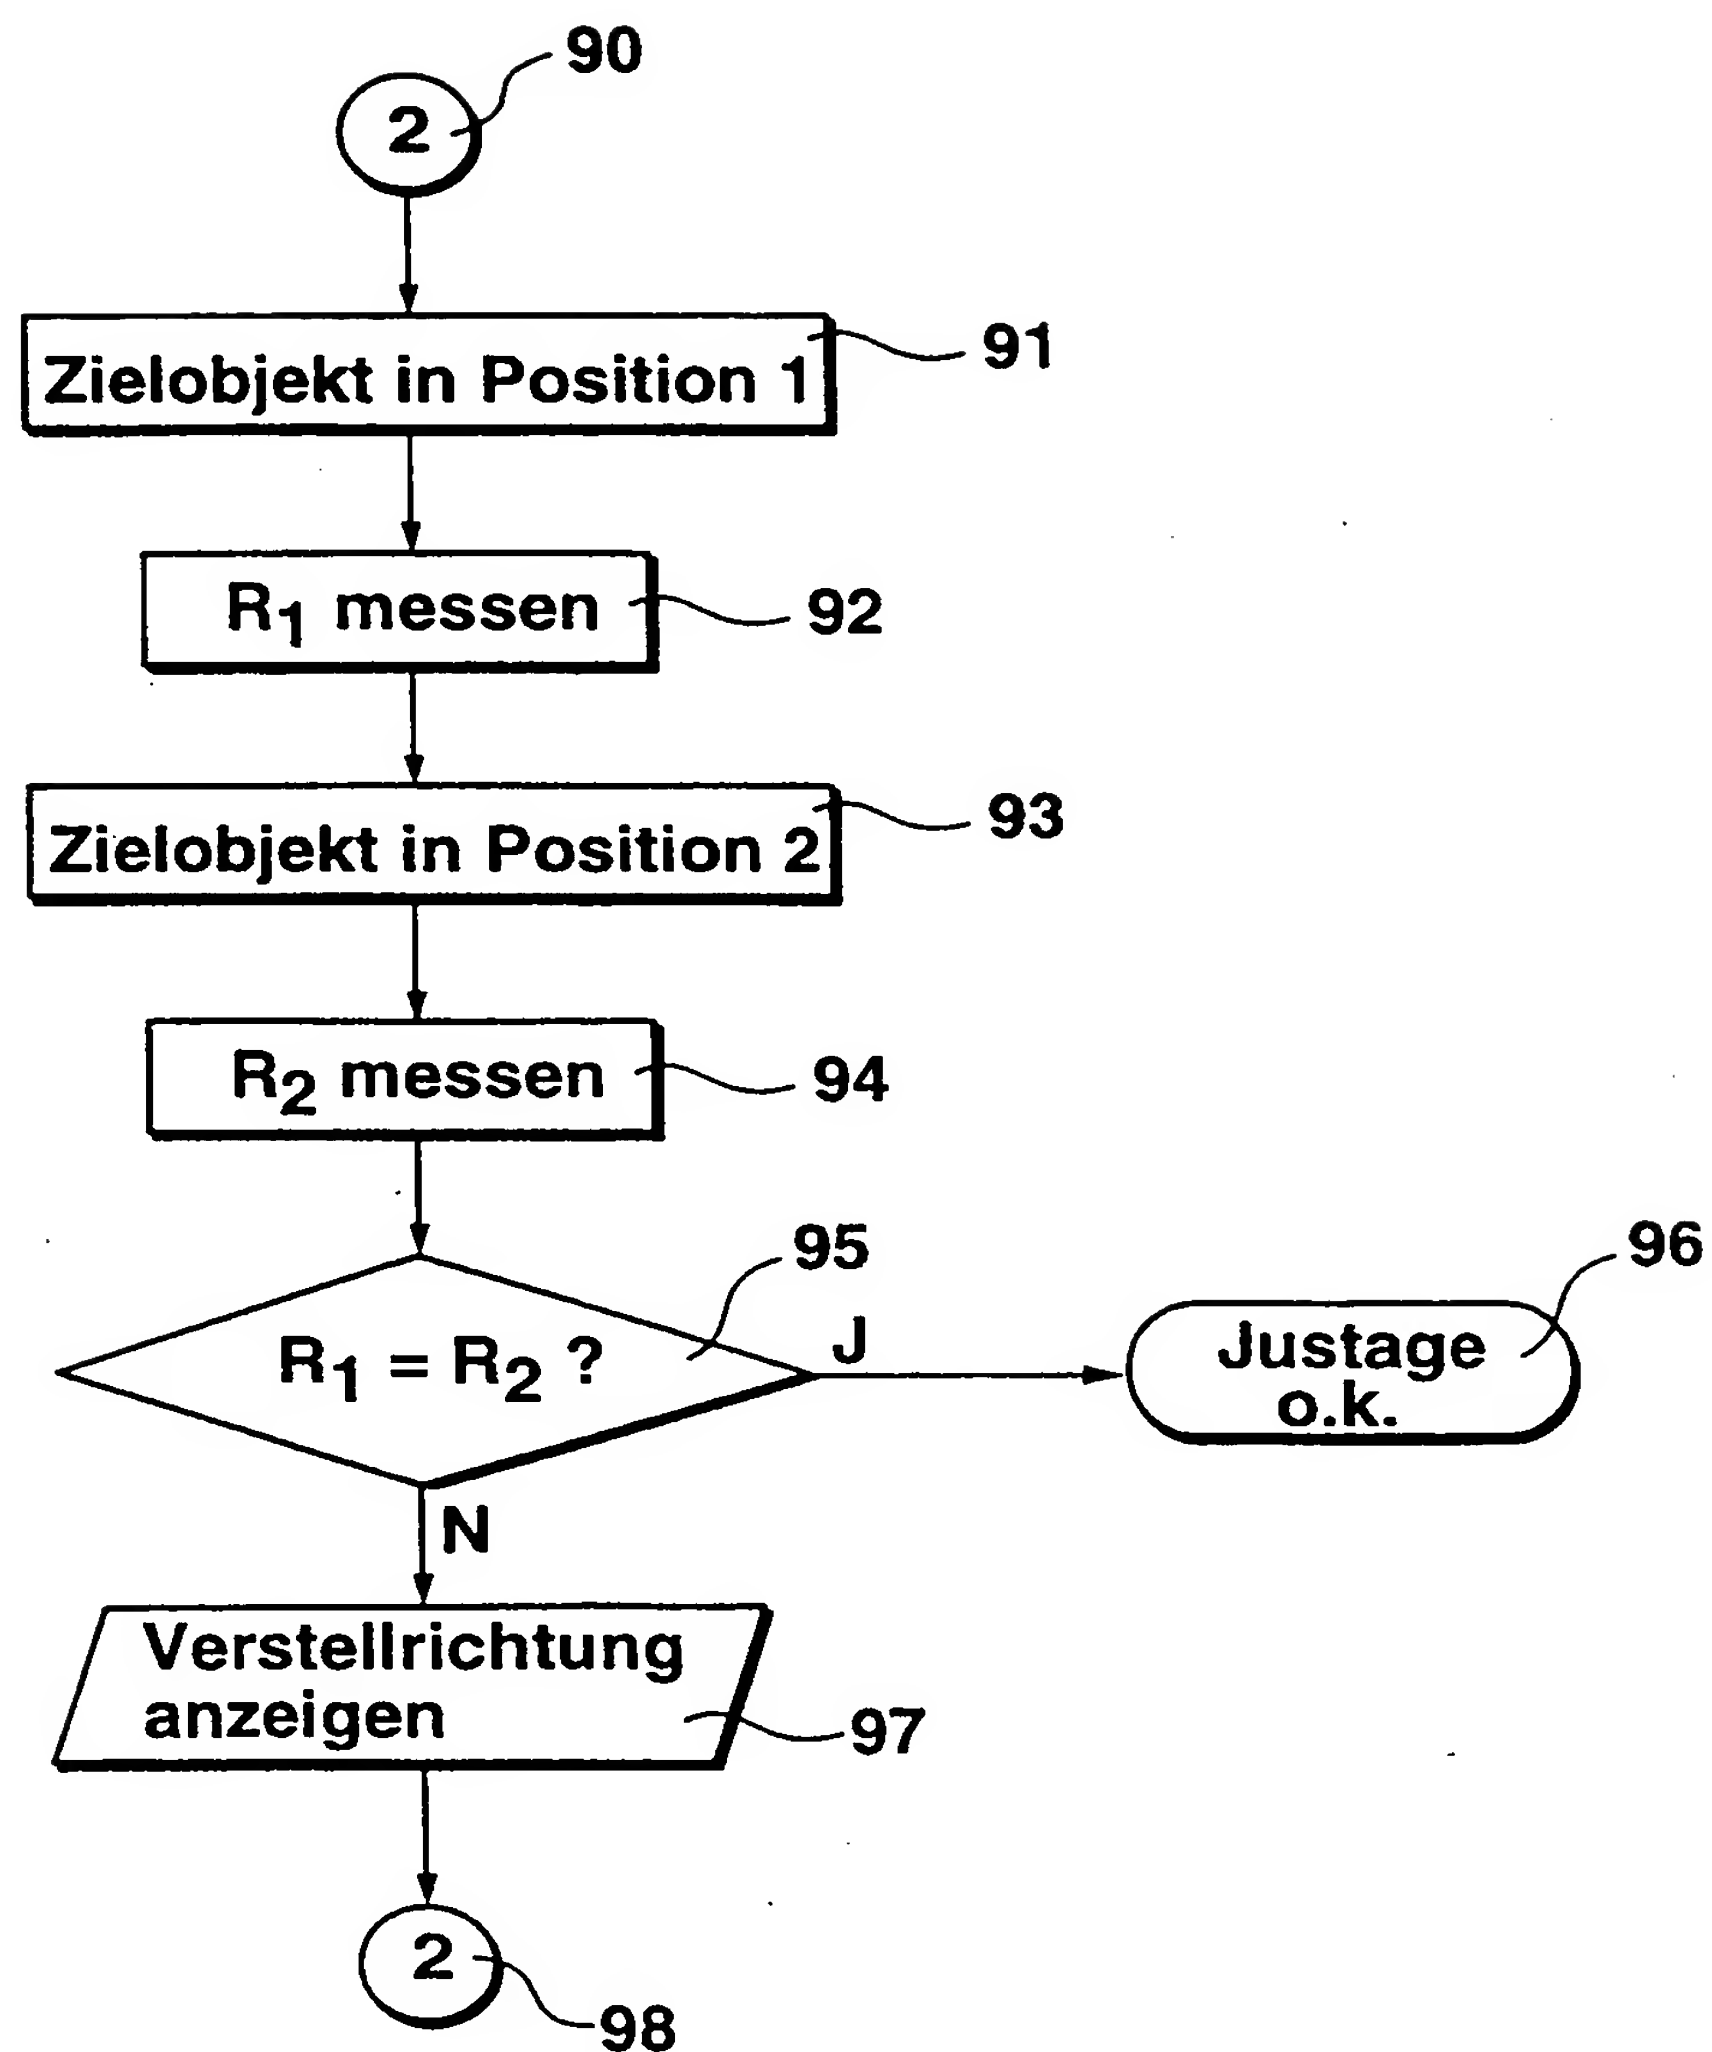 90
2
91
Zielobjekt in Position 1
R1 messen
92
93
Zielobjekt in Position 2
R2 messen
94
95
96
R1 = R2 ?
J
Justage
o.k.
N
Verstellrichtung
anzeigen
97
2
98